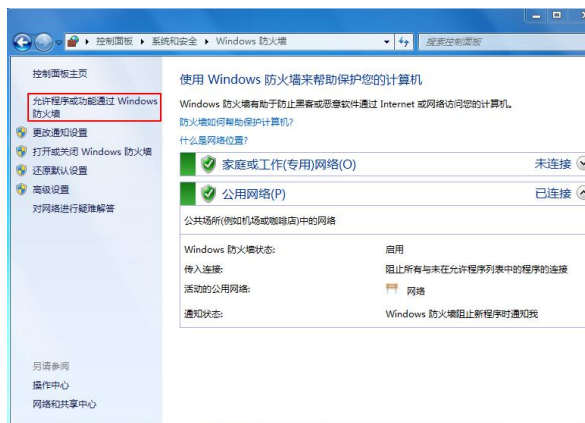 控制面板 ▸ 系统和安全 ▸ Windows 防火墙
搜索控制面板
控制面板主页
允许程序或功能通过 Windows
防火墙
更改通知设置
打开或关闭 Windows 防火墙
还原默认设置
高级设置
对网络进行疑难解答
另请参阅
操作中心
网络和共享中心
使用 Windows 防火墙来帮助保护您的计算机
Windows 防火墙有助于防止黑客或恶意软件通过 Internet 或网络访问您的计算机。
防火墙如何帮助保护计算机?
什么是网络位置?
家庭或工作(专用)网络(O) 未连接
公用网络(P) 已连接
公共场所(例如机场或咖啡店)中的网络
Windows 防火墙状态: 启用
传入连接: 阻止所有与未在允许程序列表中的程序的连接
活动的公用网络: 网络
通知状态: Windows 防火墙阻止新程序时通知我